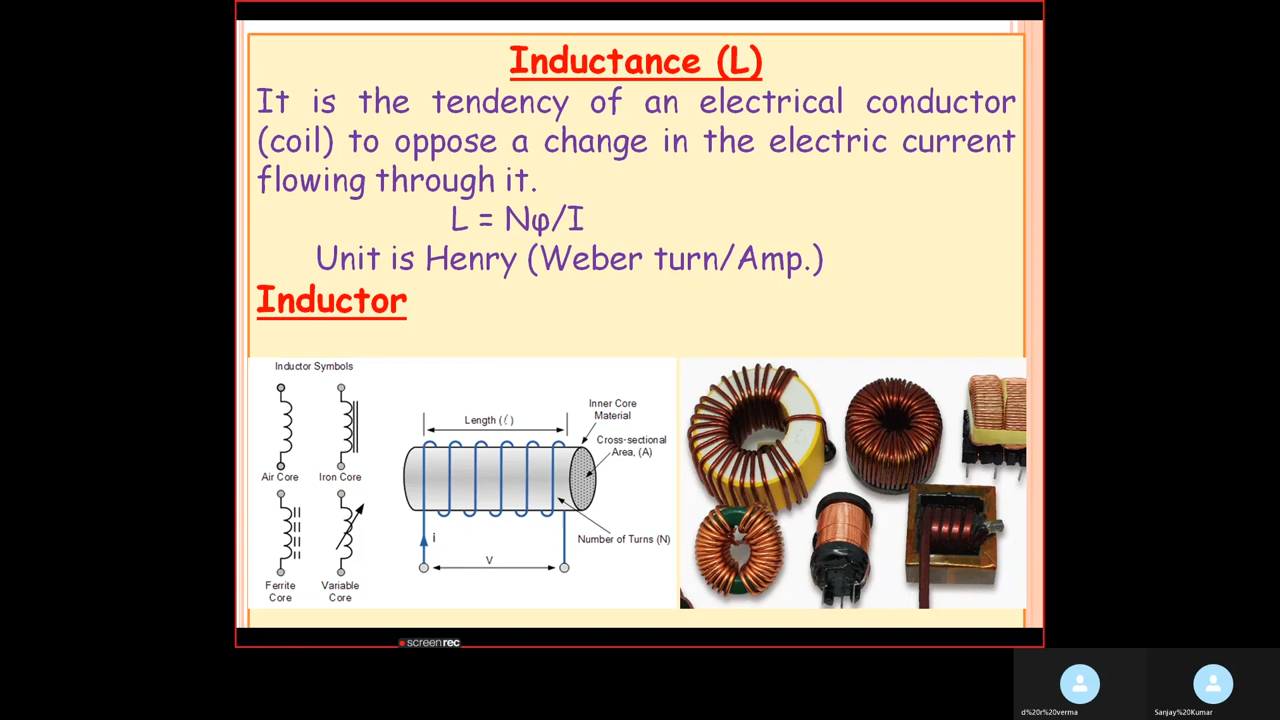 Inductance (L)
It is the tendency of an electrical conductor
(coil) to oppose a change in the electric current
flowing through it.
L = Nφ/I
Unit is Henry (Weber turn/Amp.)
Inductor
Inductor Symbols
Air Core
Iron Core
Ferrite
Core
Variable
Core
Length (ℓ)
Inner Core
Material
Cross-sectional
Area, (A)
Number of Turns (N)
i
V
screenrec
d%20r%20verma
Sanjay%20Kumar